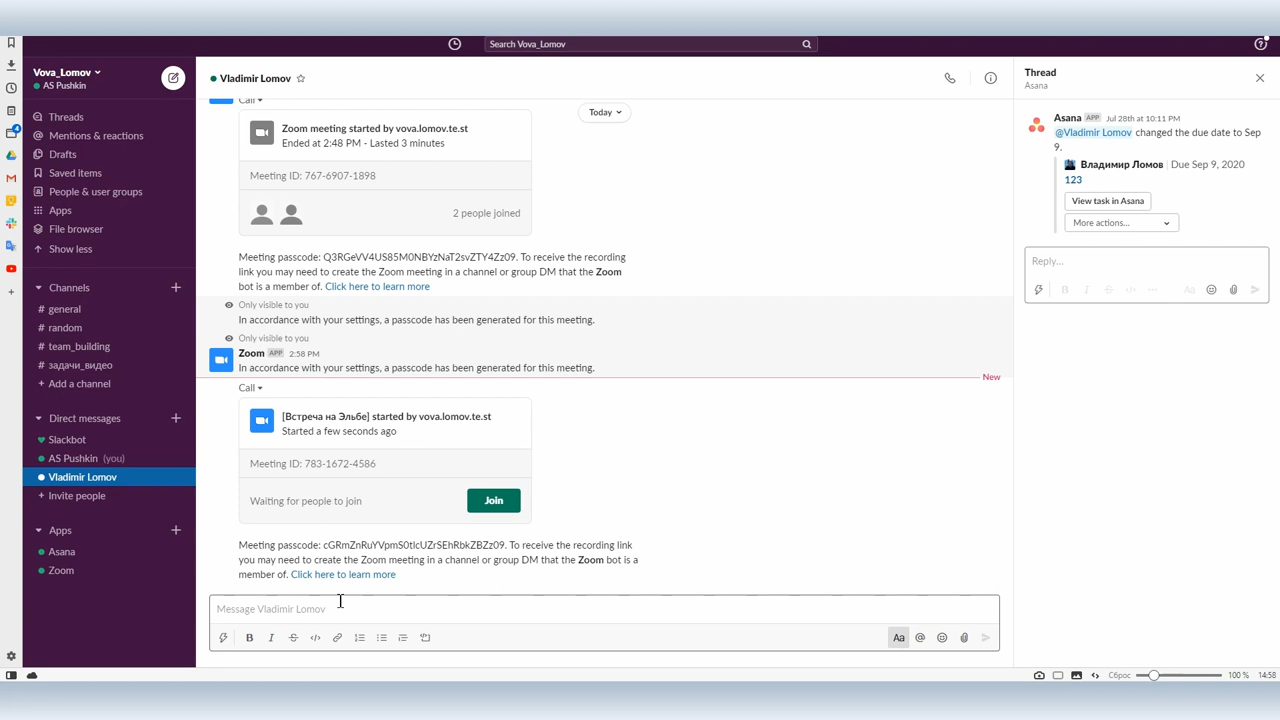 Search Vova_Lomov
Vova_Lomov
AS Pushkin
Threads
Mentions & reactions
Drafts
Saved items
People & user groups
Apps
File browser
Show less
Channels
# general
# random
# team_building
# задачи_видео
+ Add a channel
Direct messages
Slackbot
AS Pushkin (you)
Vladimir Lomov
+ Invite people
Apps
Asana
Zoom
Vladimir Lomov
Call
Today
Zoom meeting started by vova.lomov.te.st
Ended at 2:48 PM - Lasted 3 minutes
Meeting ID: 767-6907-1898
2 people joined
Meeting passcode: Q3RGeVV4US85M0NBYzNaT2svZTY4Zz09. To receive the recording
link you may need to create the Zoom meeting in a channel or group DM that the Zoom
bot is a member of. Click here to learn more
Only visible to you
In accordance with your settings, a passcode has been generated for this meeting.
Only visible to you
Zoom APP 2:58 PM
In accordance with your settings, a passcode has been generated for this meeting.
New
Call
[Встреча на Эльбе] started by vova.lomov.te.st
Started a few seconds ago
Meeting ID: 783-1672-4586
Waiting for people to join
Join
Meeting passcode: cGRmZnRuYVpmS0tlcUZrSEhRbkZBZz09. To receive the recording link
you may need to create the Zoom meeting in a channel or group DM that the Zoom bot is a
member of. Click here to learn more
Message Vladimir Lomov
B I S Aa @
Thread
Asana
Asana APP Jul 28th at 10:11 PM
@Vladimir Lomov changed the due date to Sep
9.
Владимир Ломов | Due Sep 9, 2020
123
View task in Asana
More actions...
Reply...
B I S Aa
4
Сброс 100 % 14:58